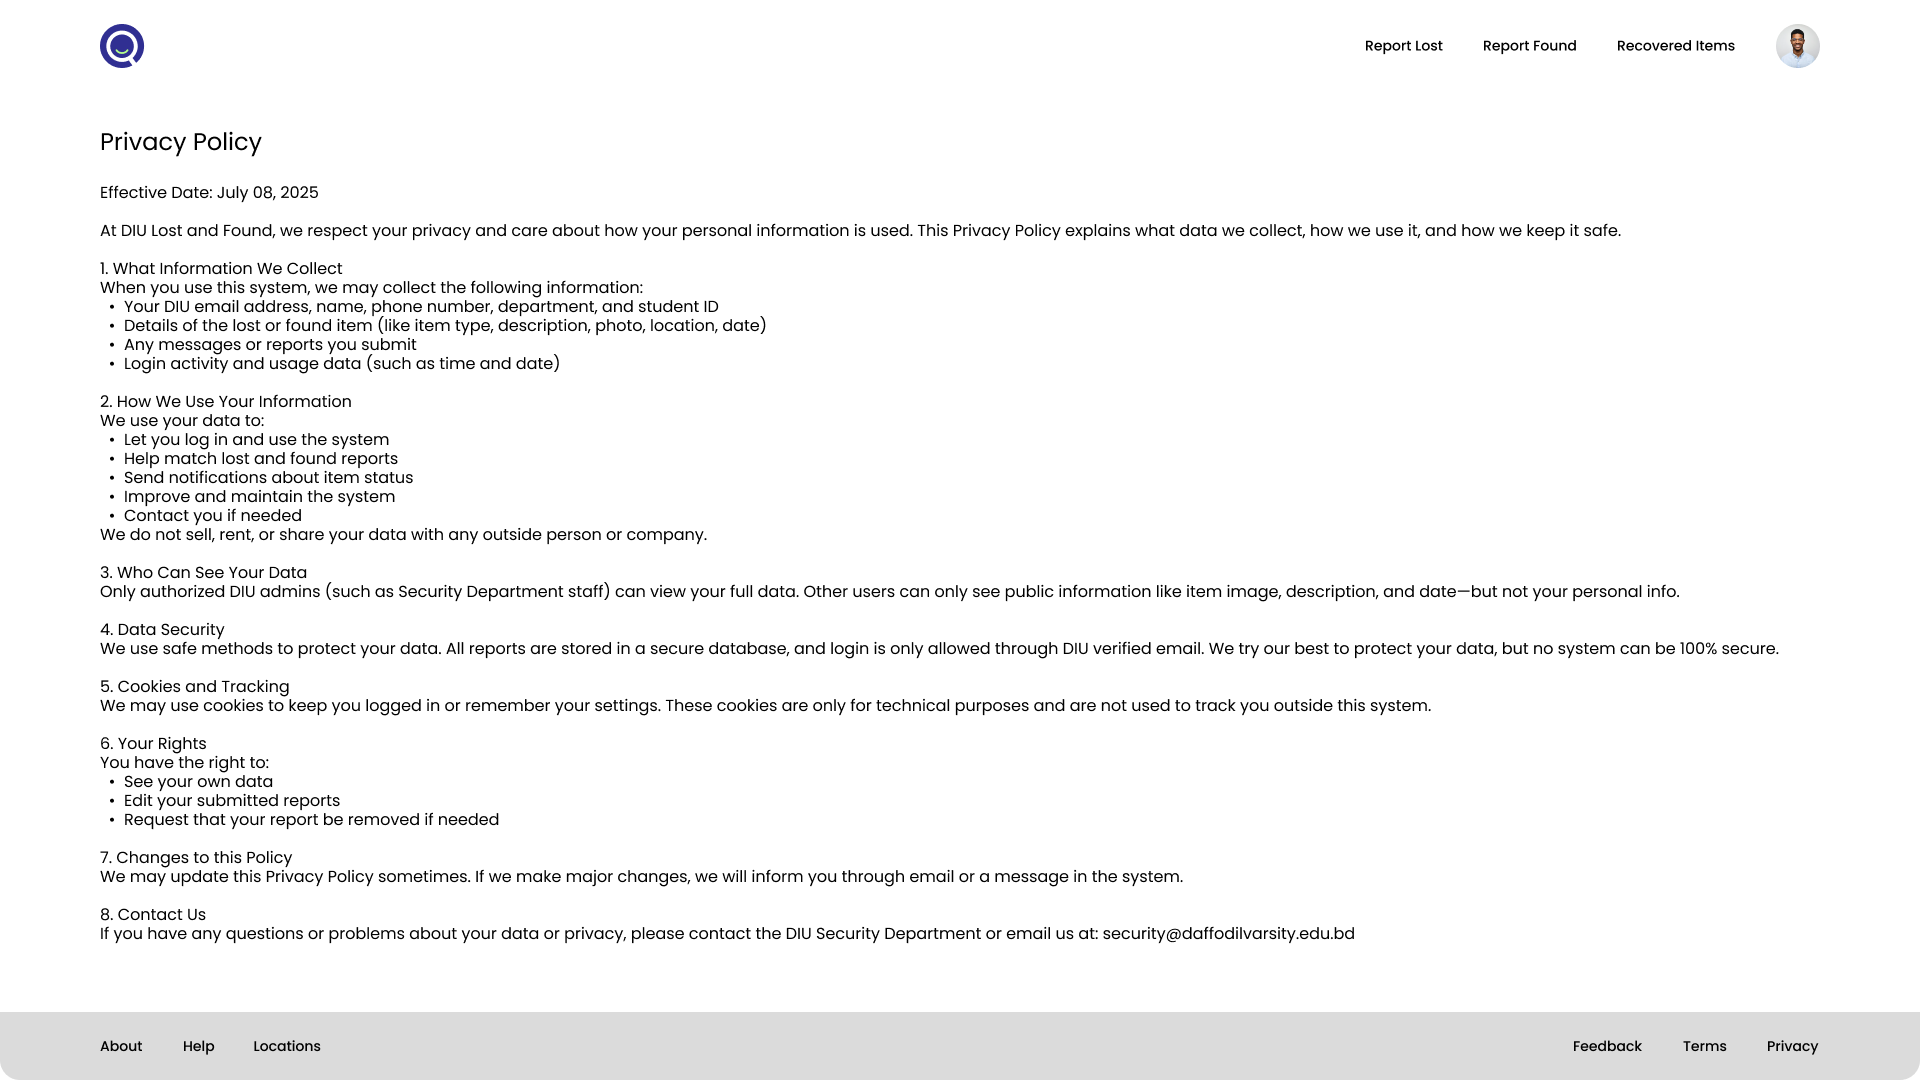 Report Lost
Report Found
Recovered Items
Privacy Policy
Effective Date: July 08, 2025
At DIU Lost and Found, we respect your privacy and care about how your personal information is used. This Privacy Policy explains what data we collect, how we use it, and how we keep it safe.
1. What Information We Collect
When you use this system, we may collect the following information:
• Your DIU email address, name, phone number, department, and student ID
• Details of the lost or found item (like item type, description, photo, location, date)
• Any messages or reports you submit
• Login activity and usage data (such as time and date)
2. How We Use Your Information
We use your data to:
• Let you log in and use the system
• Help match lost and found reports
• Send notifications about item status
• Improve and maintain the system
• Contact you if needed
We do not sell, rent, or share your data with any outside person or company.
3. Who Can See Your Data
Only authorized DIU admins (such as Security Department staff) can view your full data. Other users can only see public information like item image, description, and date—but not your personal info.
4. Data Security
We use safe methods to protect your data. All reports are stored in a secure database, and login is only allowed through DIU verified email. We try our best to protect your data, but no system can be 100% secure.
5. Cookies and Tracking
We may use cookies to keep you logged in or remember your settings. These cookies are only for technical purposes and are not used to track you outside this system.
6. Your Rights
You have the right to:
• See your own data
• Edit your submitted reports
• Request that your report be removed if needed
7. Changes to this Policy
We may update this Privacy Policy sometimes. If we make major changes, we will inform you through email or a message in the system.
8. Contact Us
If you have any questions or problems about your data or privacy, please contact the DIU Security Department or email us at: security@daffodilvarsity.edu.bd
About
Help
Locations
Feedback
Terms
Privacy